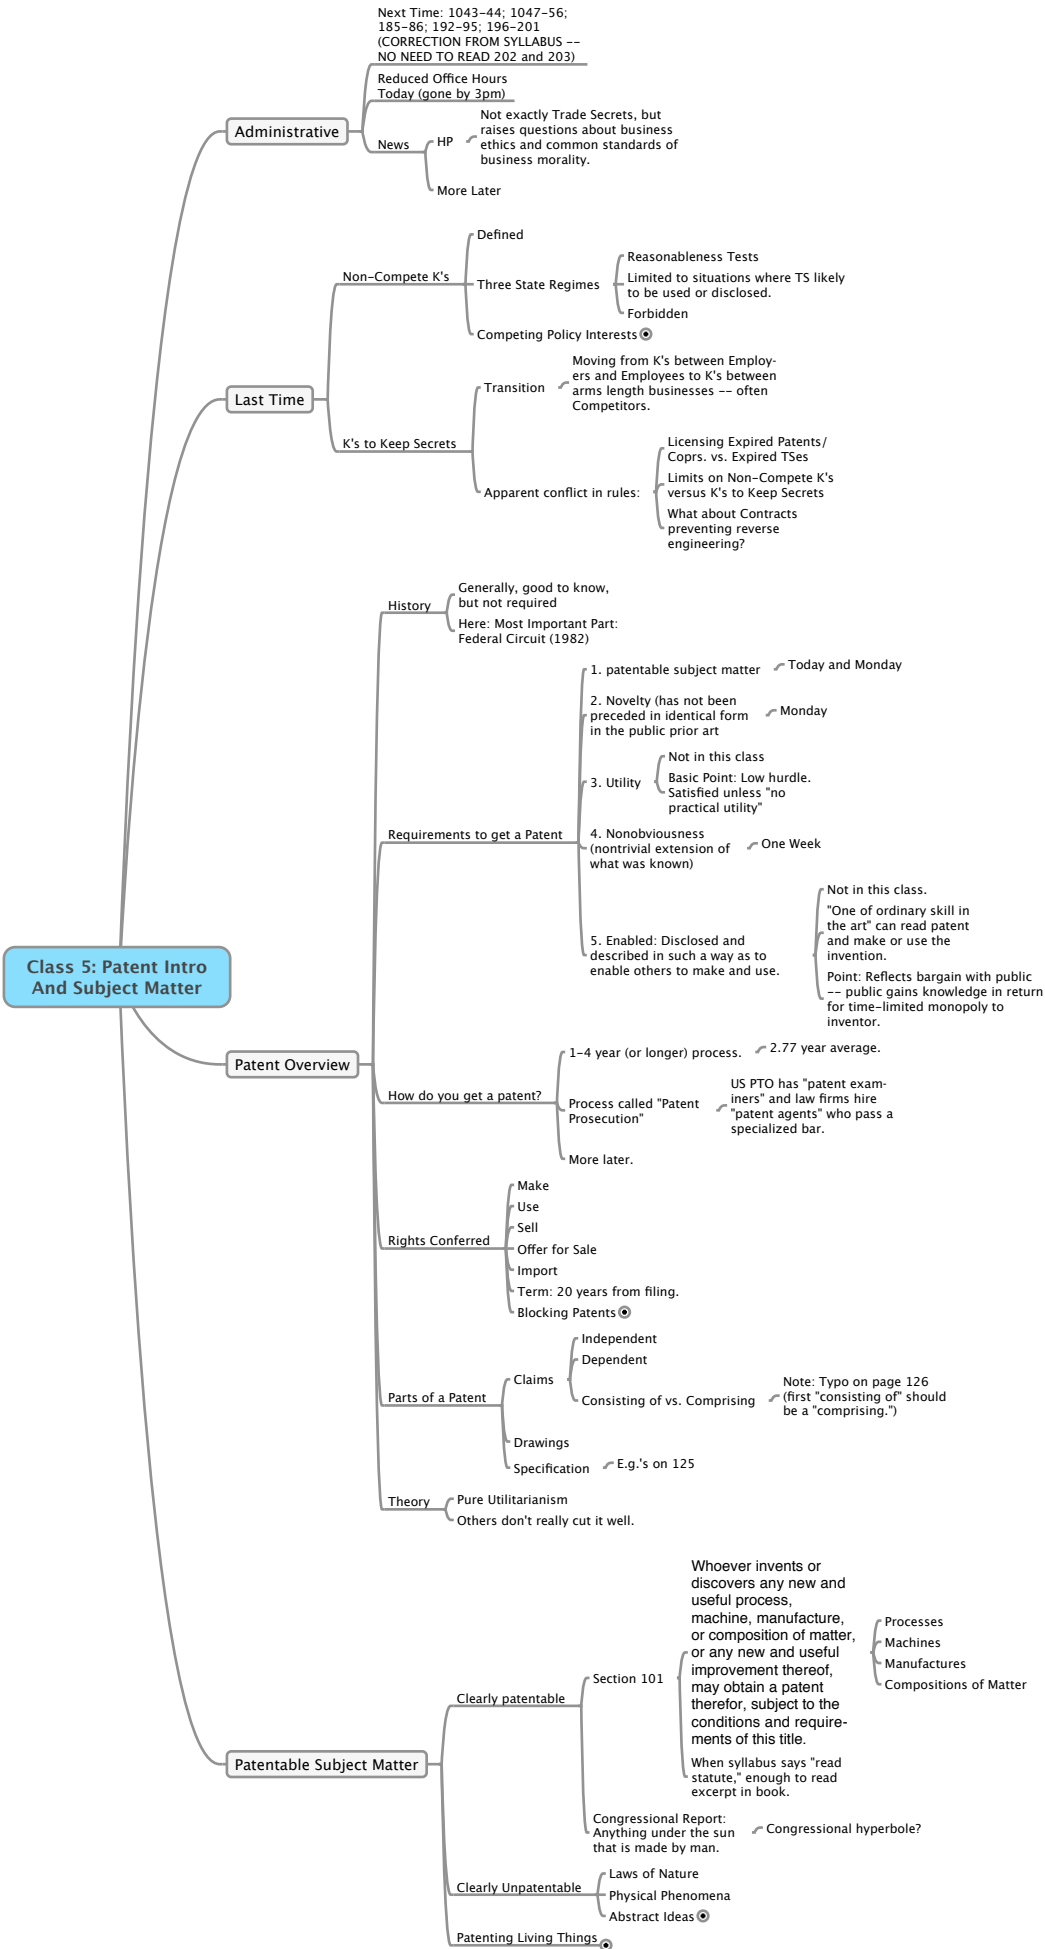 Next Time: 1043-44; 1047-56;
185-86; 192-95; 196-201
(CORRECTION FROM SYLLABUS --
NO NEED TO READ 202 and 203)
Reduced Office Hours
Today (gone by 3pm)
Administrative
News
HP
Not exactly Trade Secrets, but
raises questions about business
ethics and common standards of
business morality.
More Later
Last Time
Non-Compete K's
Defined
Three State Regimes
Reasonableness Tests
Limited to situations where TS likely
to be used or disclosed.
Forbidden
Competing Policy Interests
K's to Keep Secrets
Transition
Moving from K's between Employ-
ers and Employees to K's between
arms length businesses -- often
Competitors.
Apparent conflict in rules:
Licensing Expired Patents/
Coprs. vs. Expired TSes
Limits on Non-Compete K's
versus K's to Keep Secrets
What about Contracts
preventing reverse
engineering?
Class 5: Patent Intro
And Subject Matter
Patent Overview
History
Generally, good to know,
but not required
Here: Most Important Part:
Federal Circuit (1982)
Requirements to get a Patent
1. patentable subject matter
Today and Monday
2. Novelty (has not been
preceded in identical form
in the public prior art
Monday
3. Utility
Not in this class
Basic Point: Low hurdle.
Satisfied unless "no
practical utility"
4. Nonobviousness
(nontrivial extension of
what was known)
One Week
5. Enabled: Disclosed and
described in such a way as to
enable others to make and use.
Not in this class.
"One of ordinary skill in
the art" can read patent
and make or use the
invention.
Point: Reflects bargain with public
-- public gains knowledge in return
for time-limited monopoly to
inventor.
How do you get a patent?
1-4 year (or longer) process.
2.77 year average.
Process called "Patent
Prosecution"
US PTO has "patent exam-
iners" and law firms hire
"patent agents" who pass a
specialized bar.
More later.
Rights Conferred
Make
Use
Sell
Offer for Sale
Import
Term: 20 years from filing.
Blocking Patents
Parts of a Patent
Claims
Independent
Dependent
Consisting of vs. Comprising
Note: Typo on page 126
(first "consisting of" should
be a "comprising.")
Drawings
Specification
E.g.'s on 125
Theory
Pure Utilitarianism
Others don't really cut it well.
Patentable Subject Matter
Clearly patentable
Section 101
Whoever invents or
discovers any new and
useful process,
machine, manufacture,
or composition of matter,
or any new and useful
improvement thereof,
may obtain a patent
therefor, subject to the
conditions and require-
ments of this title.
Processes
Machines
Manufactures
Compositions of Matter
When syllabus says "read
statute," enough to read
excerpt in book.
Congressional Report:
Anything under the sun
that is made by man.
Congressional hyperbole?
Clearly Unpatentable
Laws of Nature
Physical Phenomena
Abstract Ideas
Patenting Living Things